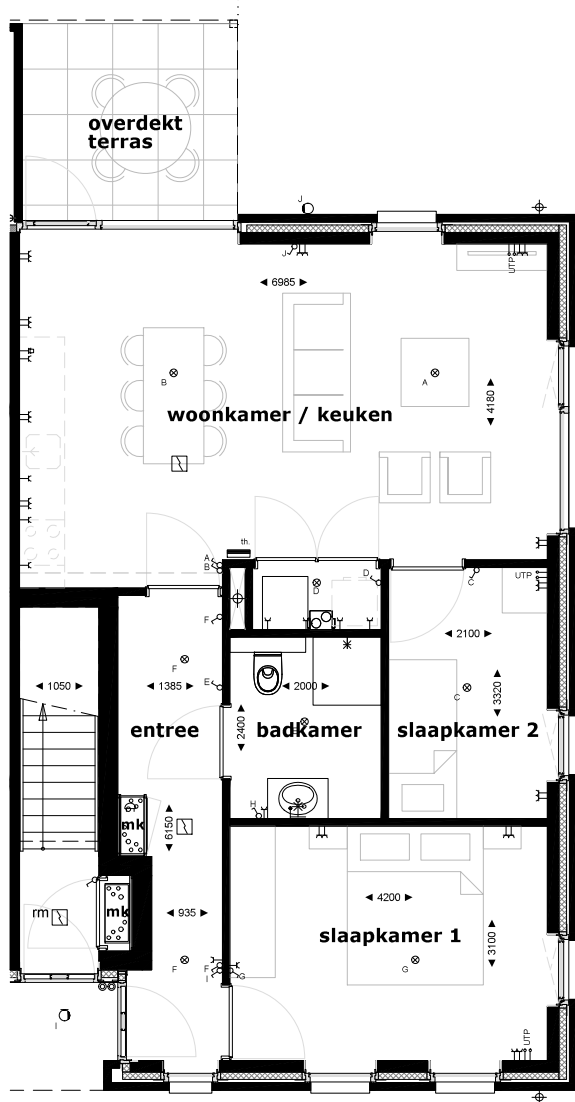 overdekt
terras
J
J
6985
UTP
B
A
4180
woonkamer / keuken
th.
A
B
D
D
C
UTP
F
2100
F
E
1050
1385
2000
3320
C
2400
entree
badkamer
slaapkamer 2
H
mk
6150
rm
mk
935
4200
slaapkamer 1
3100
F
F
I
G
G
I
UTP